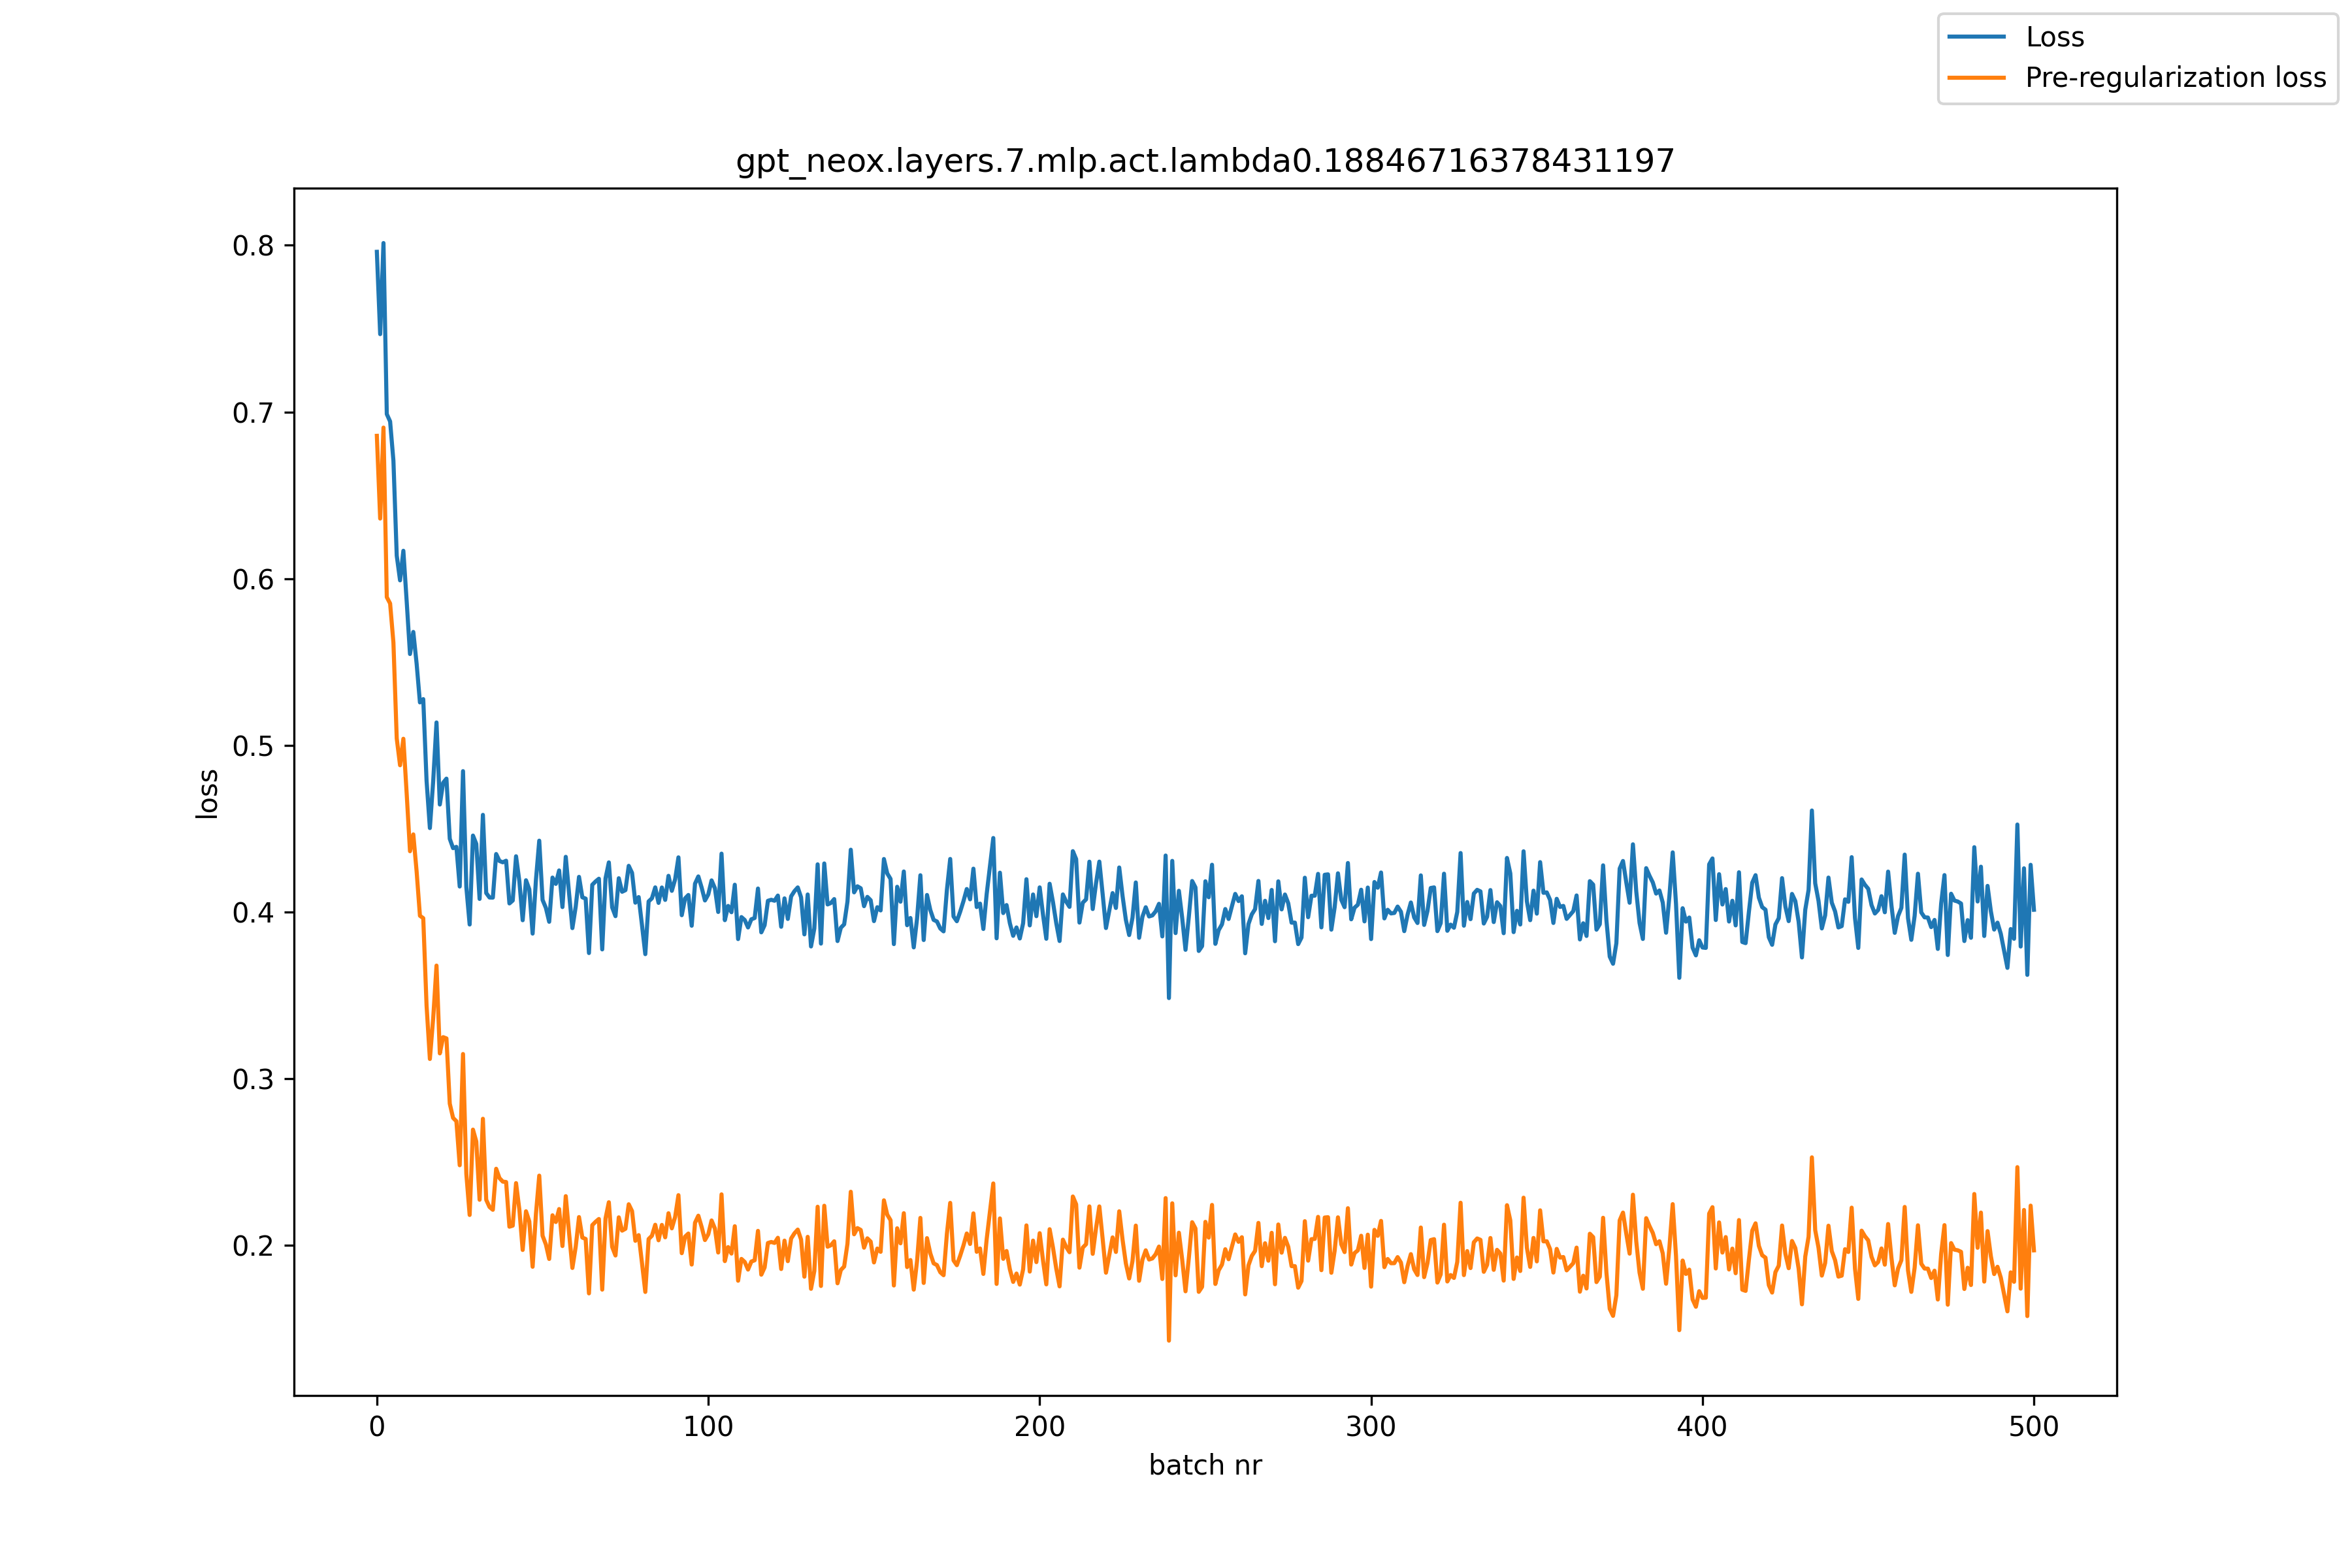 Loss
Pre-regularization loss
gpt_neox.layers.7.mlp.act.lambda0.18846716378431197
0.8
0.7
0.6
0.5
0.4
0.3
0.2
loss
0 100 200 300 400 500
batch nr